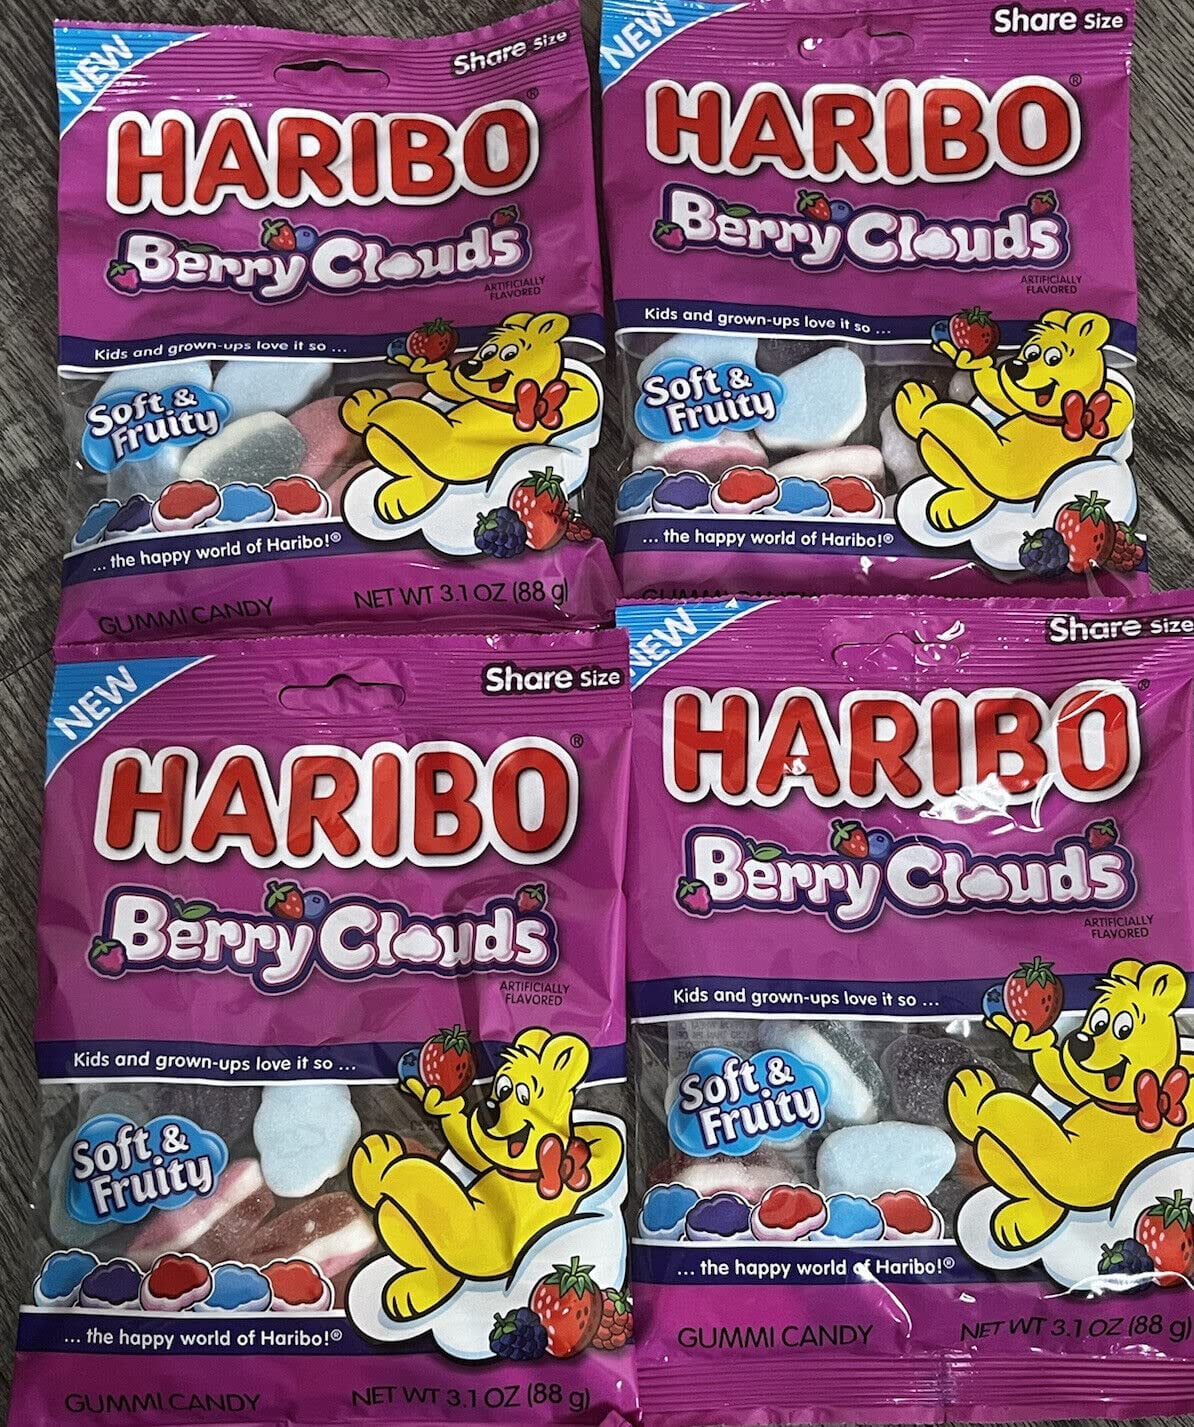 NEW
Share Size
HARIBO®
Berry Clouds
ARTIFICIALLY
FLAVORED
Kids and grown-ups love it so ...
Soft &
Fruity
... the happy world of Haribo!®
GUMMI CANDY NET WT 3.1 OZ (88 g)
NEW
Share Size
HARIBO®
Berry Clouds
ARTIFICIALLY
FLAVORED
Kids and grown-ups love it so ...
Soft &
Fruity
... the happy world of Haribo!®
NEW
Share Size
HARIBO®
Berry Clouds
ARTIFICIALLY
FLAVORED
Kids and grown-ups love it so ...
Soft &
Fruity
... the happy world of Haribo!®
GUMMI CANDY NET WT 3.1 OZ (88 g)
NEW
Share Size
HARIBO®
Berry Clouds
ARTIFICIALLY
FLAVORED
Kids and grown-ups love it so ...
Soft &
Fruity
... the happy world of Haribo!®
GUMMI CANDY NET WT 3.1 OZ (88 g)